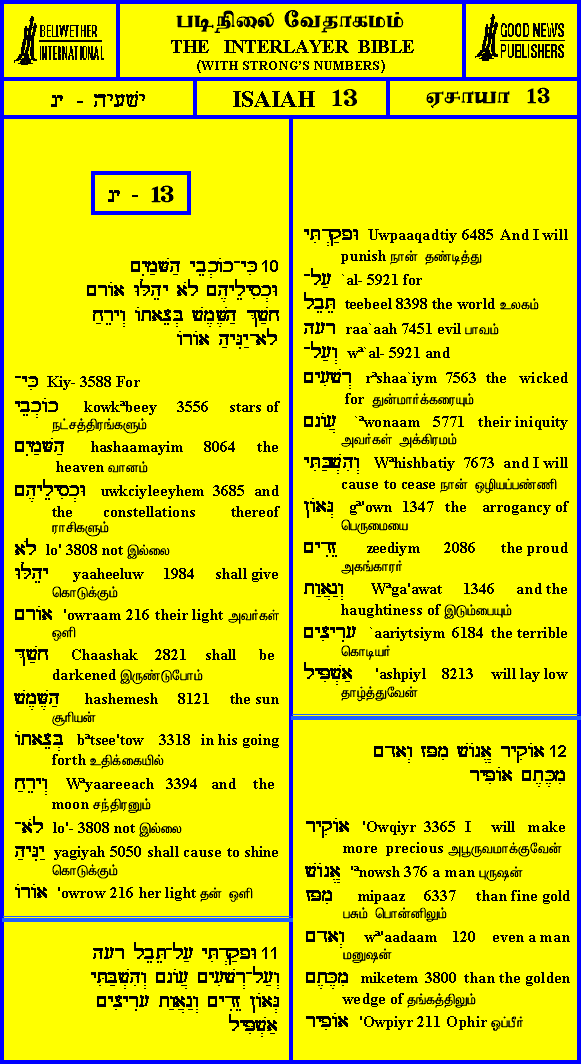 BELLWETHER
INTERNATIONAL
படிநிலை வேதாகமம்
THE INTERLAYER BIBLE
(WITH STRONG'S NUMBERS)
GOOD NEWS
PUBLISHERS
ישעיה - יג
ISAIAH 13
ஏசாயா 13
יג - 13
10 כִּי־כוֹכְבֵי הַשָּׁמַיִם
וּכְסִילֵיהֶם לֹא יָהֵלּוּ אוֹרָם
חָשַׁךְ הַשֶּׁמֶשׁ בְּצֵאתוֹ וְיָרֵחַ
לֹא־יַגִּיהַ אוֹרוֹ
כִּי־ Kiy- 3588 For
כוֹכְבֵי kowkªbeey 3556 stars of
நட்சத்திரங்களும்
הַשָּׁמַיִם hashaamayim 8064 the
heaven வானம்
וּכְסִילֵיהֶם uwkciyleeyhem 3685 and
the constellations thereof
ராசிகளும்
לֹא lo' 3808 not இல்லை
יָהֵלּוּ yaaheeluw 1984 shall give
கொடுக்கும்
אוֹרָם 'owraam 216 their light அவர்கள்
ஒளி
חָשַׁךְ Chaashak 2821 shall be
darkened இருண்டுபோம்
הַשֶּׁמֶשׁ hashemesh 8121 the sun
சூரியன்
בְּצֵאתוֹ bªtsee'tow 3318 in his going
forth உதிக்கையில்
וְיָרֵחַ Wªyaareeach 3394 and the
moon சந்திரனும்
לֹא־ lo'- 3808 not இல்லை
יַגִּיהַ yagiyah 5050 shall cause to shine
கொடுக்கும்
אוֹרוֹ 'owrow 216 her light தன் ஒளி
11 וּפָקַדְתִּי עַל־תֵּבֵל רָעָה
וְעַל־רְשָׁעִים עֲוֹנָם וְהִשְׁבַּתִּי
גְּאוֹן זֵדִים וְגַאֲוַת עָרִיצִים
אַשְׁפִּיל
וּפָקַדְתִּי Uwpaaqadtiy 6485 And I will
punish நான் தண்டித்து
עַל־ `al- 5921 for
תֵּבֵל teebeel 8398 the world உலகம்
רָעָה raa`aah 7451 evil பாவம்
וְעַל־ wª`al- 5921 and
רְשָׁעִים rªshaa`iym 7563 the wicked
for துன்மார்க்கரையும்
עֲוֹנָם `ªwonaam 5771 their iniquity
அவர்கள் அக்கிரமம்
וְהִשְׁבַּתִּי Wªhishbatiy 7673 and I will
cause to cease நான் ஒழியப்பண்ணி
גְּאוֹן gª'own 1347 the arrogancy of
பெருமையை
זֵדִים zeediym 2086 the proud
அகங்காரர்
וְגַאֲוַת Wªga'awat 1346 and the
haughtiness of இடும்பையும்
עָרִיצִים `aariytsiym 6184 the terrible
கொடியர்
אַשְׁפִּיל 'ashpiyl 8213 will lay low
தாழ்த்துவேன்
12 אוֹקִיר אֱנוֹשׁ מִפָּז וְאָדָם
מִכֶּתֶם אוֹפִיר
אוֹקִיר 'Owqiyr 3365 I will make
more precious அபூருவமாக்குவேன்
אֱנוֹשׁ 'ªnowsh 376 a man புருஷன்
מִפָּז mipaaz 6337 than fine gold
பசும் பொன்னிலும்
וְאָדָם wª'aadaam 120 even a man
மனுஷன்
מִכֶּתֶם miketem 3800 than the golden
wedge of தங்கத்திலும்
אוֹפִיר 'Owpiyr 211 Ophir ஒப்பீர்